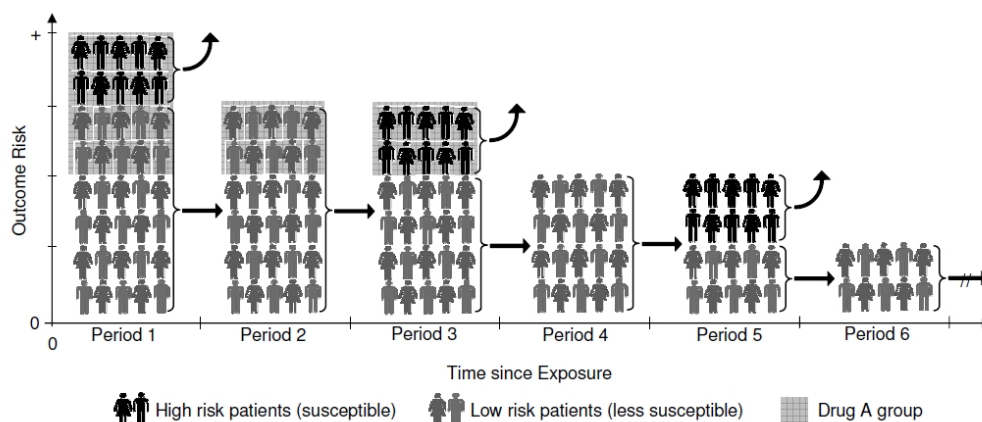 +
Outcome Risk
0
0
Period 1
Period 2
Period 3
Period 4
Period 5
Period 6
Time since Exposure
High risk patients (susceptible)
Low risk patients (less susceptible)
Drug A group